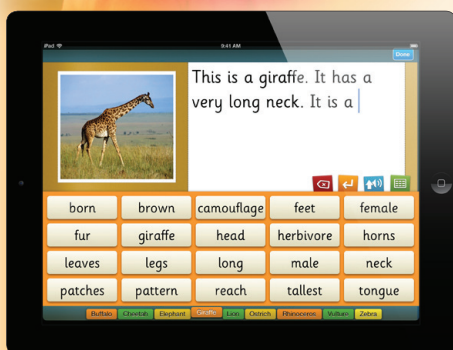 iPad 9:41 AM
Done
This is a giraffe. It has a
very long neck. It is a
born brown camouflage feet female
fur giraffe head herbivore horns
leaves legs long male neck
patches pattern reach tallest tongue
Buffalo Cheetah Elephant Giraffe Lion Ostrich Rhinoceros Vulture Zebra